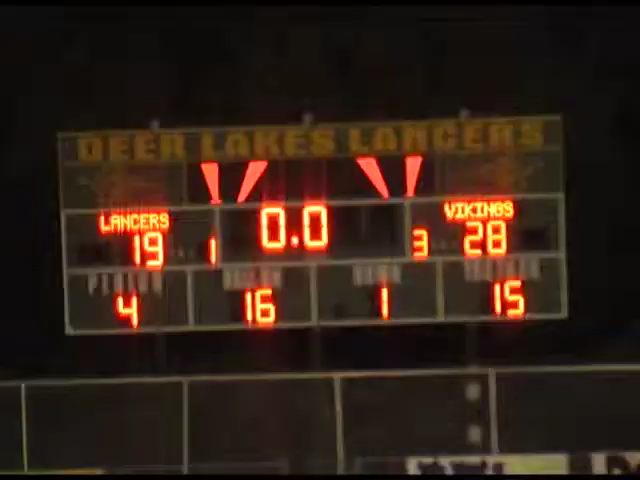 DEER LAKES LANCERS
LANCERS VIKINGS
19 1 0.0 3 28
4 16 1 15